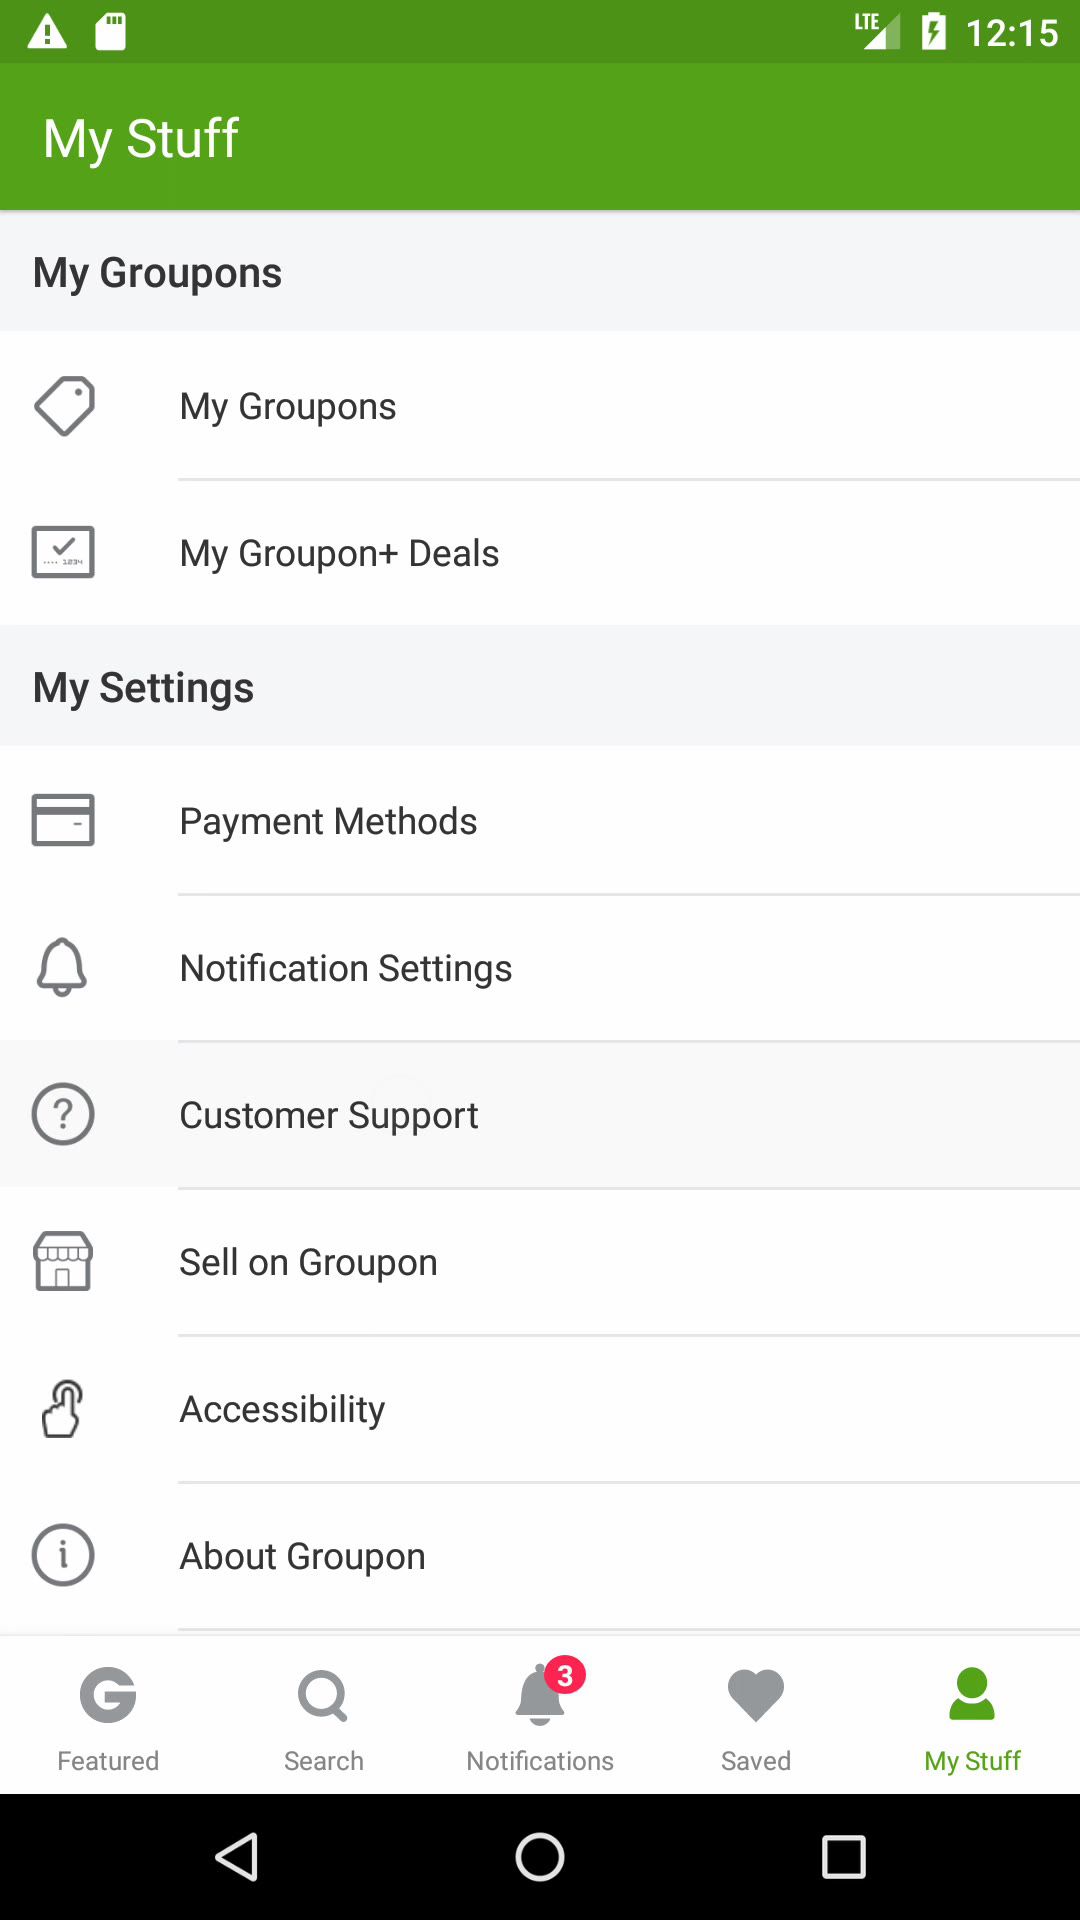 LTE 12:15
My Stuff
My Groupons
My Groupons
1234
My Groupon+ Deals
My Settings
Payment Methods
Notification Settings
?
Customer Support
Sell on Groupon
Accessibility
i
About Groupon
G
3
Featured
Search
Notifications
Saved
My Stuff